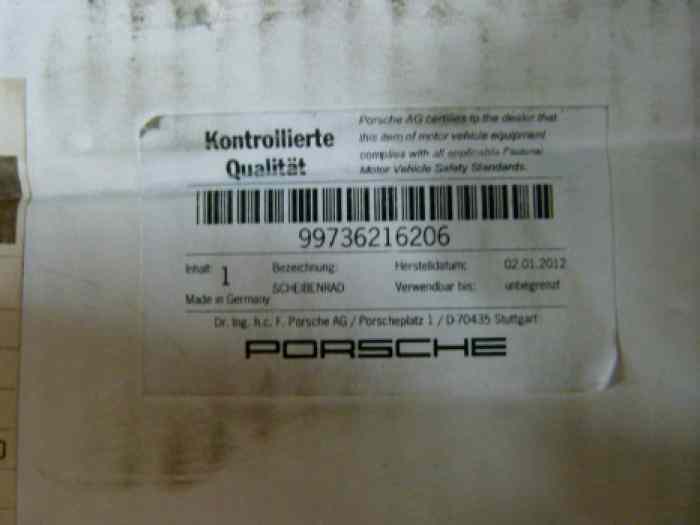 Kontrollierte
Qualität
Porsche AG certifies to the dealer that
this item of motor vehicle equipment
complies with all applicable Federal
Motor Vehicle Safety Standards.
99736216206
Inhalt: 1 Bezeichnung: Herstelldatum: 02.01.2012
Made in Germany SCHEIBENRAD Verwendbar bis: unbegrenzt
Dr. Ing. h.c. F. Porsche AG / Porscheplatz 1 / D-70435 Stuttgart
PORSCHE